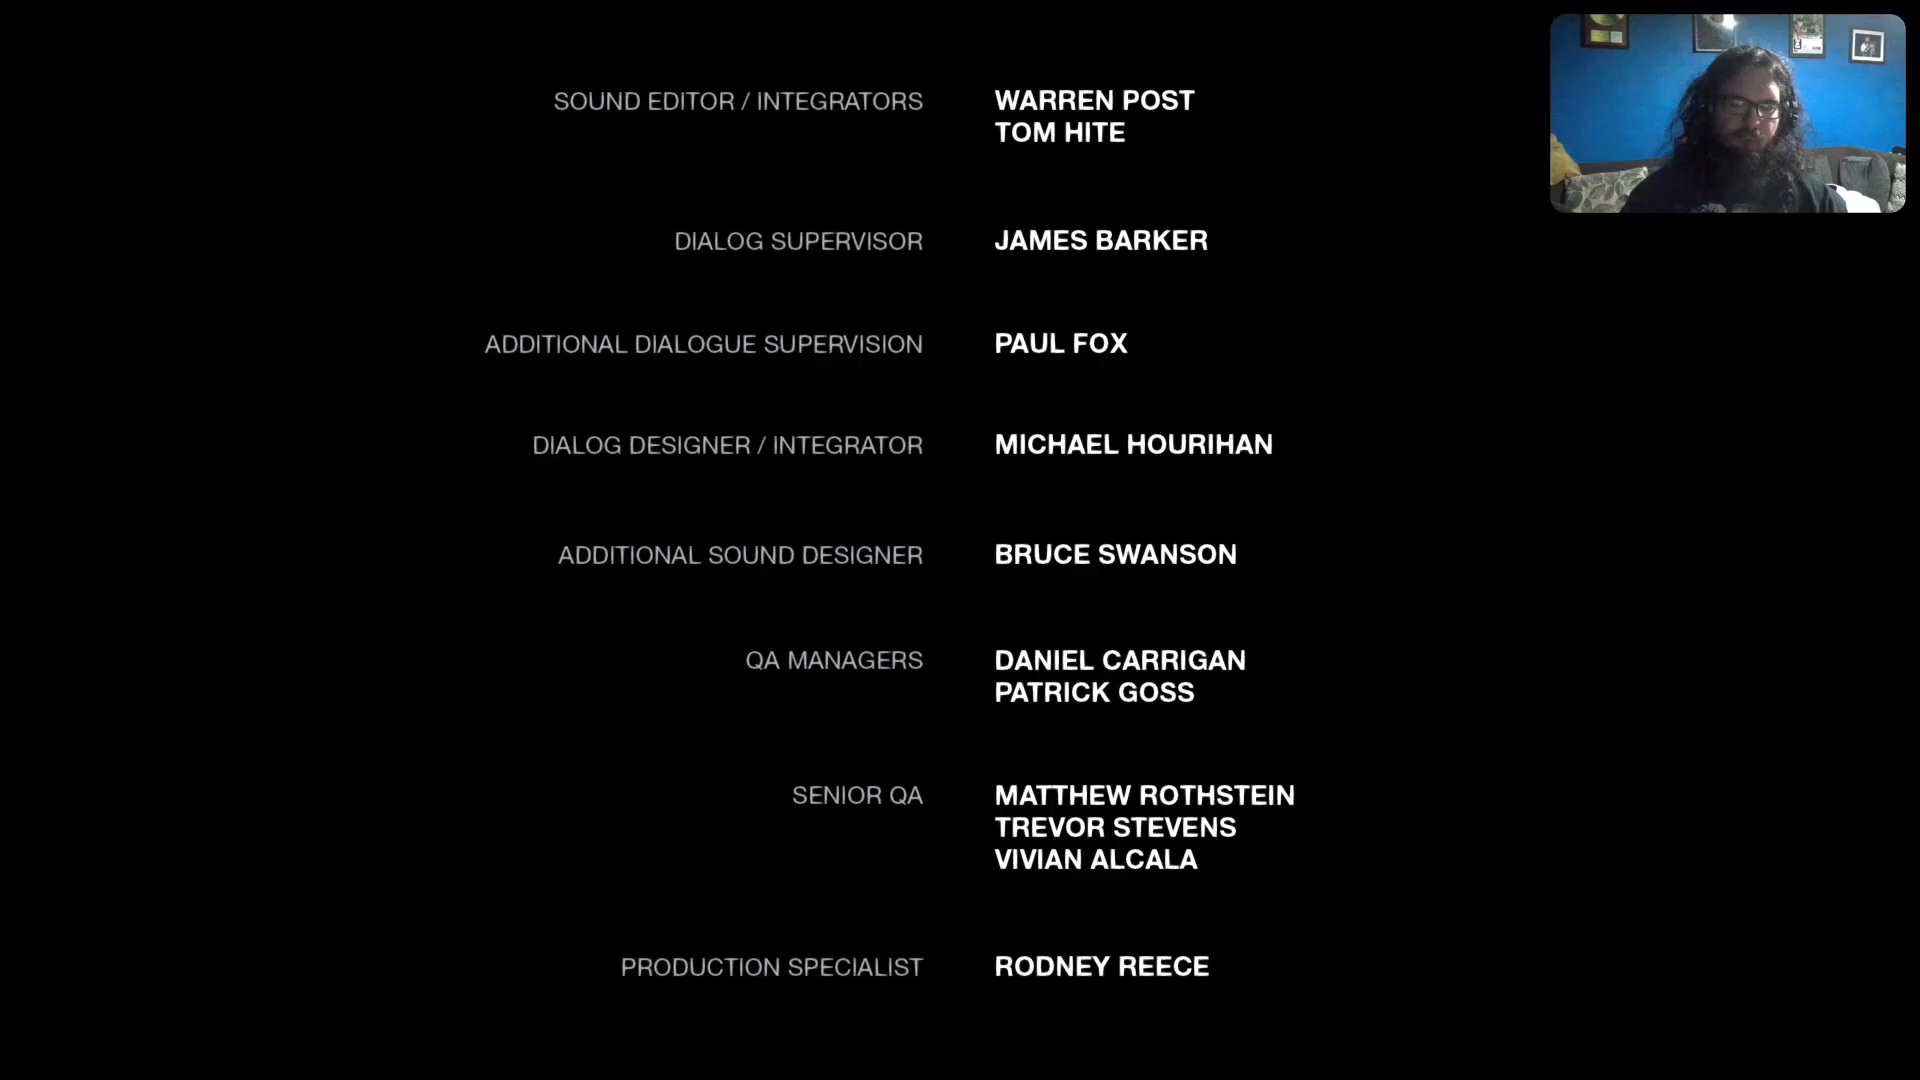 SOUND EDITOR / INTEGRATORS WARREN POST
TOM HITE
DIALOG SUPERVISOR JAMES BARKER
ADDITIONAL DIALOGUE SUPERVISION PAUL FOX
DIALOG DESIGNER / INTEGRATOR MICHAEL HOURIHAN
ADDITIONAL SOUND DESIGNER BRUCE SWANSON
QA MANAGERS DANIEL CARRIGAN
PATRICK GOSS
SENIOR QA MATTHEW ROTHSTEIN
TREVOR STEVENS
VIVIAN ALCALA
PRODUCTION SPECIALIST RODNEY REECE